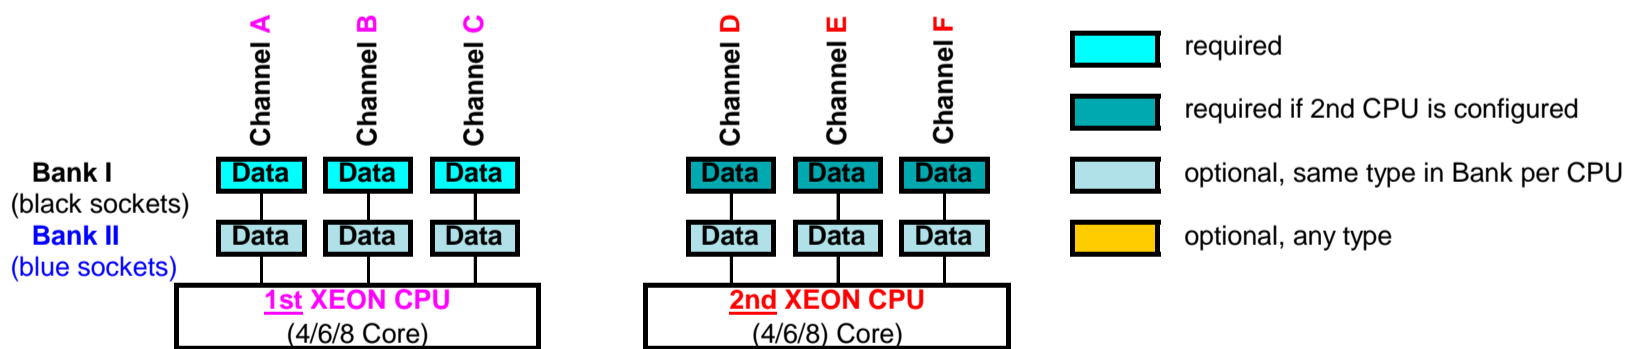 Channel A
Channel B
Channel C
Channel D
Channel E
Channel F
required
required if 2nd CPU is configured
optional, same type in Bank per CPU
optional, any type
Bank I
(black sockets)
Data Data Data Data Data Data
Bank II
(blue sockets)
Data Data Data Data Data Data
1st XEON CPU
(4/6/8 Core)
2nd XEON CPU
(4/6/8) Core)